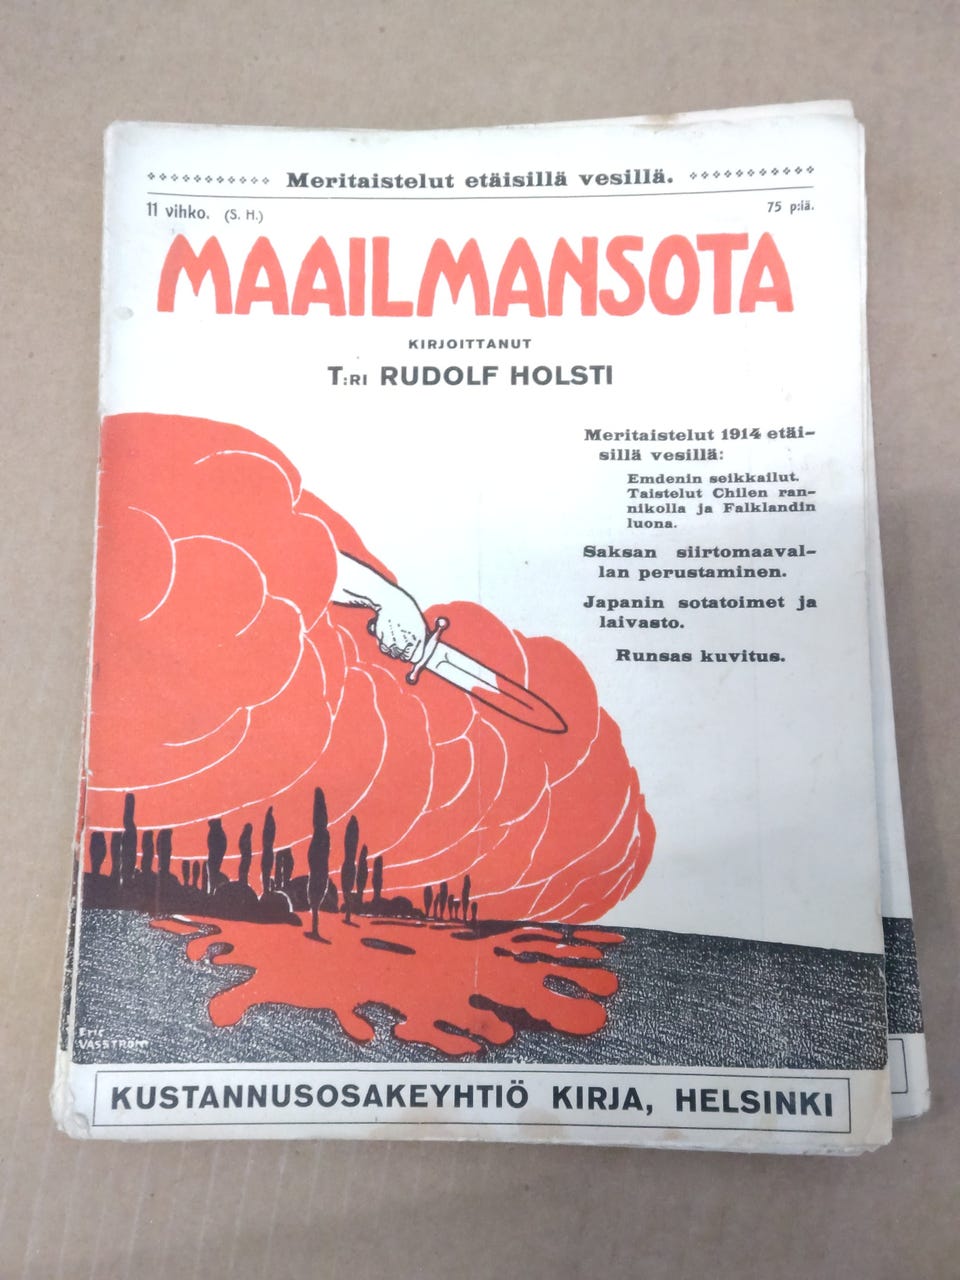 Meritaistelut etäisillä vesillä.
11 vihko. (S. H.)
75 p:iä.
MAAILMANSOTA
KIRJOITTANUT
T:RI RUDOLF HOLSTI
Meritaistelut 1914 etäi-
sillä vesillä:
Emdenin seikkailut.
Taistelut Chilen ran-
nikolla ja Falklandin
luona.
Saksan siirtomaaval-
lan perustaminen.
Japanin sotatoimet ja
laivasto.
Runsas kuvitus.
Eric
VASSTRÖM
KUSTANNUSOSAKEYHTIÖ KIRJA, HELSINKI